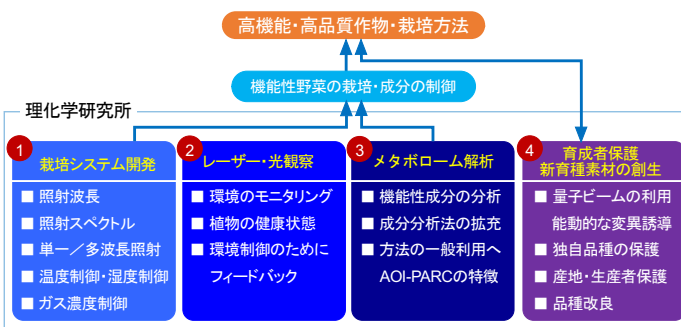 高機能・高品質作物・栽培方法
機能性野菜の栽培・成分の制御
理化学研究所
1
栽培システム開発
■ 照射波長
■ 照射スペクトル
■ 単一／多波長照射
■ 温度制御・湿度制御
■ ガス濃度制御
2
レーザー・光観察
■ 環境のモニタリング
■ 植物の健康状態
■ 環境制御のために
フィードバック
3
メタボローム解析
■ 機能性成分の分析
■ 成分分析法の拡充
■ 方法の一般利用へ
AOI-PARCの特徴
4
育成者保護
新育種素材の創生
■ 量子ビームの利用
能動的な変異誘導
■ 独自品種の保護
■ 産地・生産者保護
■ 品種改良